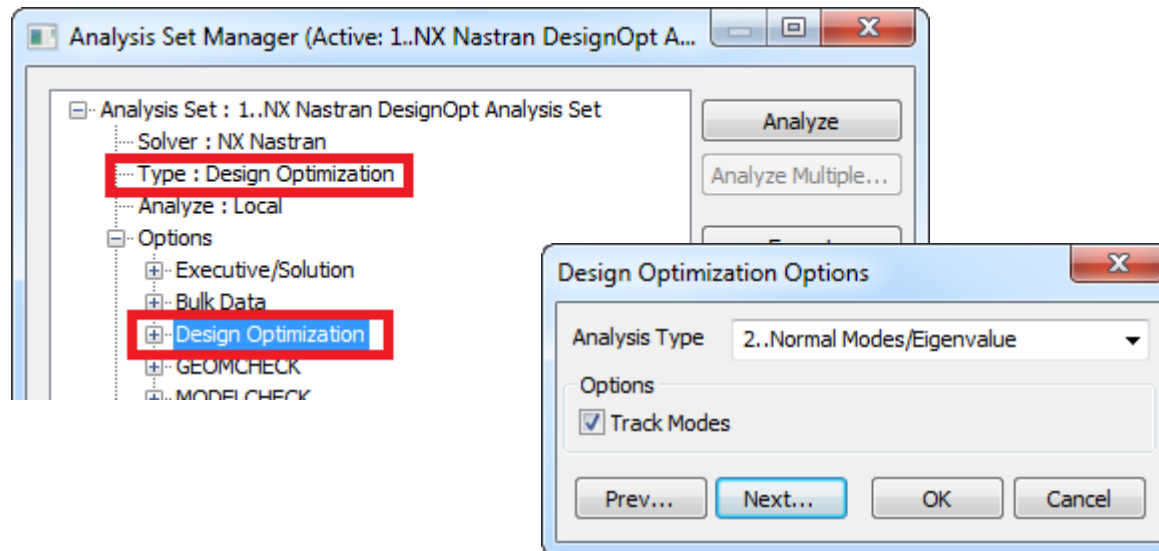 Analysis Set Manager (Active: 1..NX Nastran DesignOpt A...
Analysis Set : 1..NX Nastran DesignOpt Analysis Set
Solver : NX Nastran
Type : Design Optimization
Analyze : Local
Options
Executive/Solution
Bulk Data
Design Optimization
GEOMCHECK
MODELCHECK
Analyze
Analyze Multiple...
Design Optimization Options
Analysis Type 2..Normal Modes/Eigenvalue
Options
Track Modes
Prev... Next... OK Cancel